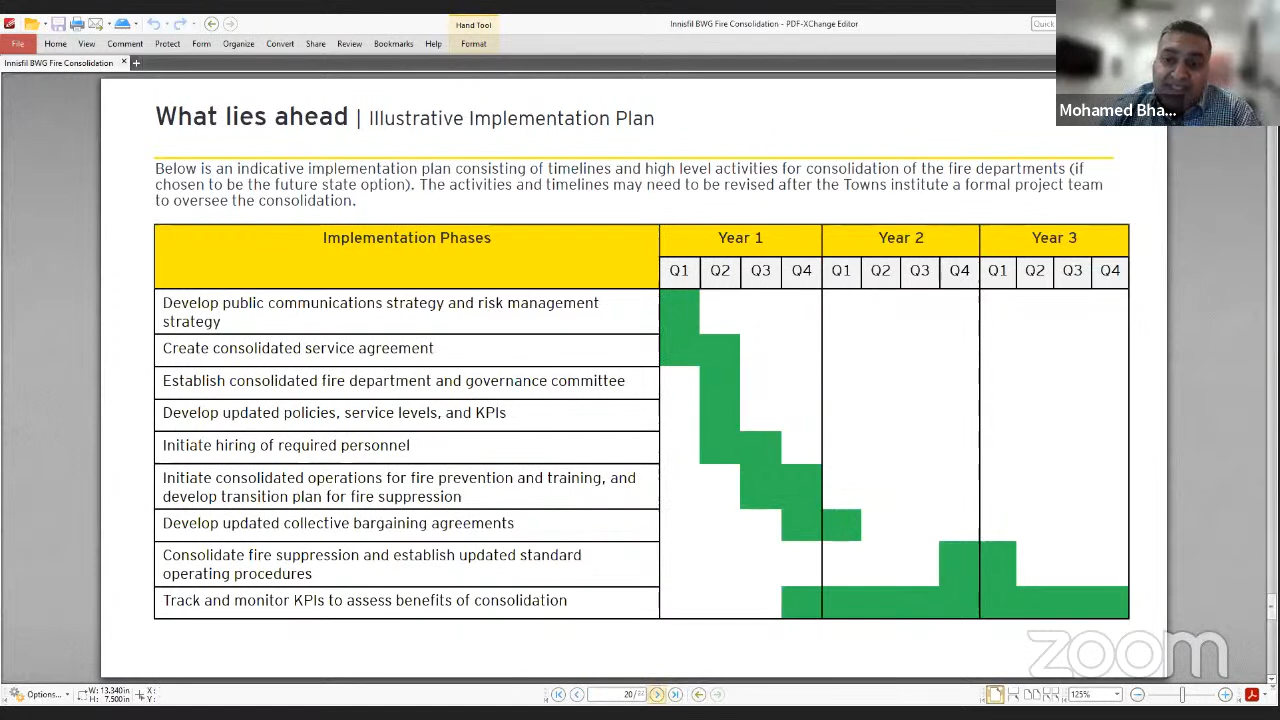 Hand Tool
Innisfil BWG Fire Consolidation - PDF-XChange Editor
Quick
File Home View Comment Protect Form Organize Convert Share Review Bookmarks Help Format
Innisfil BWG Fire Consolidation
Mohamed Bha...
What lies ahead | Illustrative Implementation Plan
Below is an indicative implementation plan consisting of timelines and high level activities for consolidation of the fire departments (if
chosen to be the future state option). The activities and timelines may need to be revised after the Towns institute a formal project team
to oversee the consolidation.
Implementation Phases Year 1 Year 2 Year 3
Q1 Q2 Q3 Q4 Q1 Q2 Q3 Q4 Q1 Q2 Q3 Q4
Develop public communications strategy and risk management
strategy
Create consolidated service agreement
Establish consolidated fire department and governance committee
Develop updated policies, service levels, and KPIs
Initiate hiring of required personnel
Initiate consolidated operations for fire prevention and training, and
develop transition plan for fire suppression
Develop updated collective bargaining agreements
Consolidate fire suppression and establish updated standard
operating procedures
Track and monitor KPIs to assess benefits of consolidation
zoom
Options... W: 13.340in X:
H: 7.500in Y:
20/22
125%